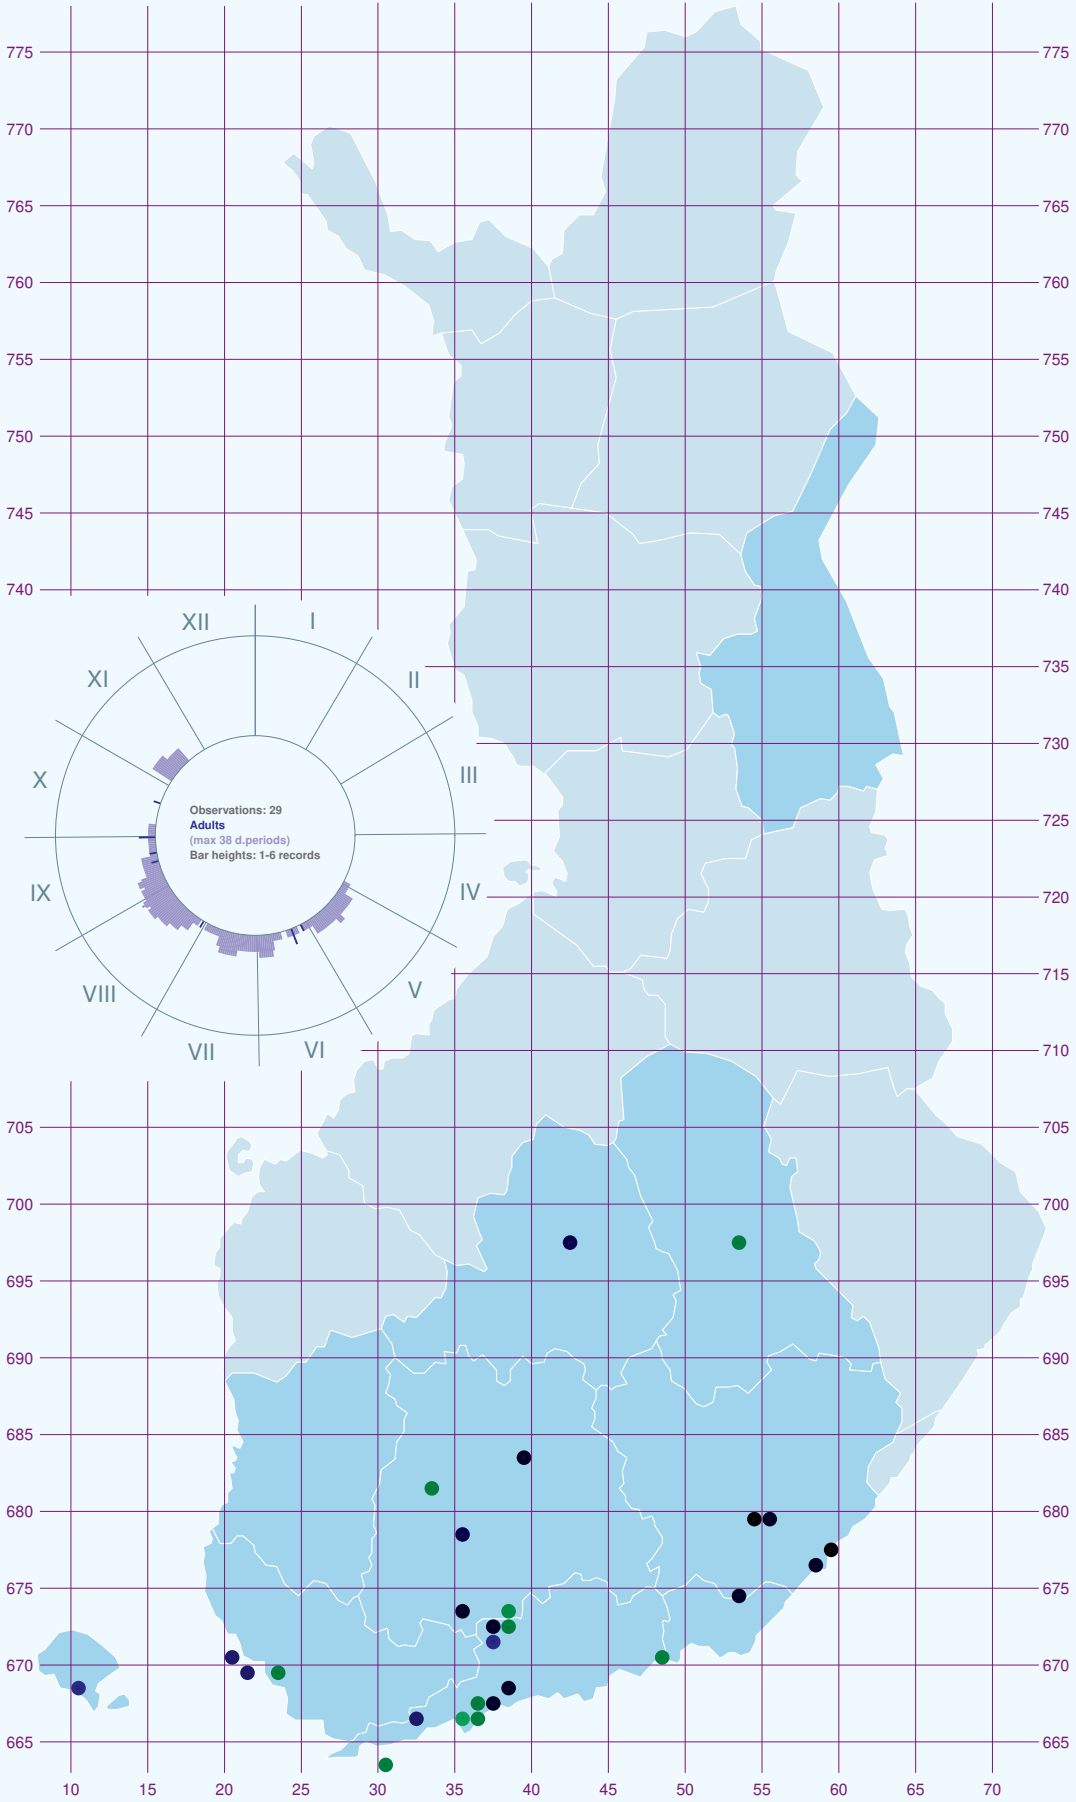 775 775
770 770
765 765
760 760
755 755
750 750
745 745
740 740
XII I
XI II
735
730
X III
Observations: 29
Adults
(max 38 d.periods)
Bar heights: 1-6 records
725
IX IV
720
715
VIII V
VII VI
710
705 705
700 700
695 695
690 690
685 685
680 680
675 675
670 670
665 665
10 15 20 25 30 35 40 45 50 55 60 65 70